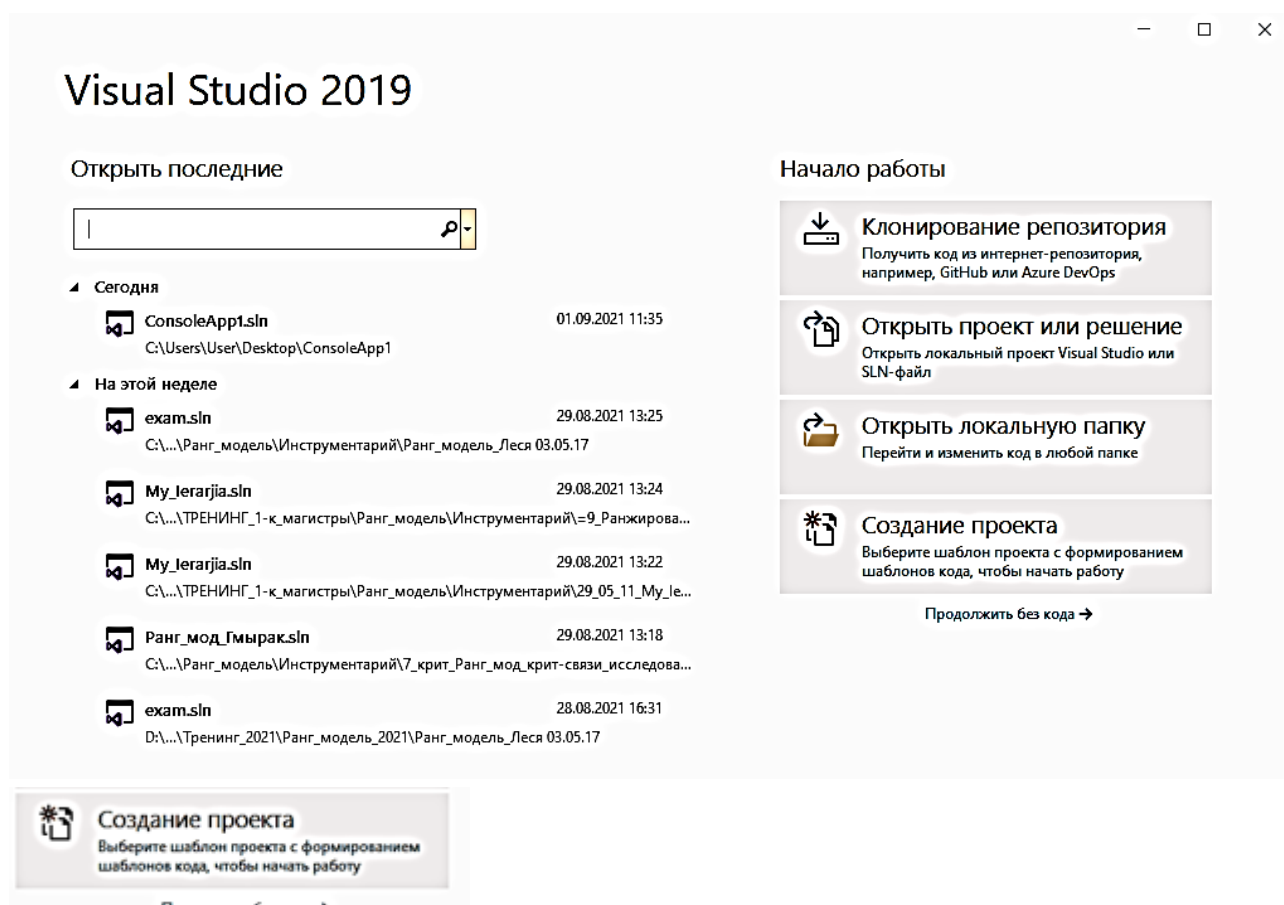 Visual Studio 2019
Открыть последние
Сегодня
ConsoleApp1.sln 01.09.2021 11:35
C:\Users\User\Desktop\ConsoleApp1
На этой неделе
exam.sln 29.08.2021 13:25
C:\...\Ранг_модель\Инструментарий\Ранг_модель_Леся 03.05.17
My_Ierarjia.sln 29.08.2021 13:24
C:\...\ТРЕНИНГ_1-к_магистры\Ранг_модель\Инструментарий\=9_Ранжирова...
My_Ierarjia.sln 29.08.2021 13:22
C:\...\ТРЕНИНГ_1-к_магистры\Ранг_модель\Инструментарий\29_05_11_My_Ie...
Ранг_мод_Гмырак.sln 29.08.2021 13:18
C:\...\Ранг_модель\Инструментарий\7_крит_Ранг_мод_крит-связи_исследова...
exam.sln 28.08.2021 16:31
D:\...\Тренинг_2021\Ранг_модель_2021\Ранг_модель_Леся 03.05.17
Начало работы
Клонирование репозитория
Получить код из интернет-репозитория,
например, GitHub или Azure DevOps
Открыть проект или решение
Открыть локальный проект Visual Studio или
SLN-файл
Открыть локальную папку
Перейти и изменить код в любой папке
Создание проекта
Выберите шаблон проекта с формированием
шаблонов кода, чтобы начать работу
Продолжить без кода →
Создание проекта
Выберите шаблон проекта с формированием
шаблонов кода, чтобы начать работу